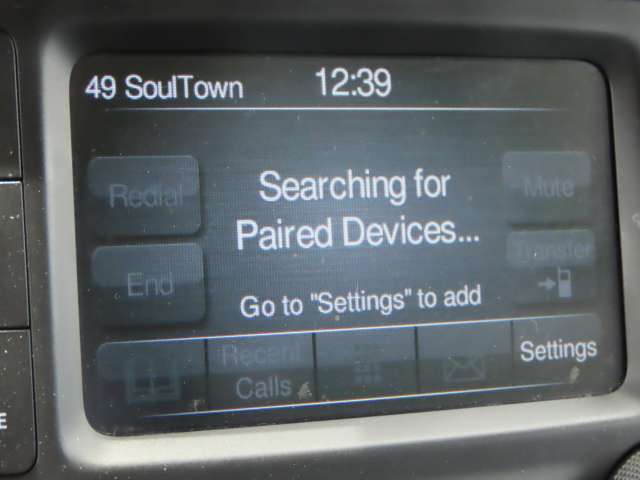 49 SoulTown 12:39
Redial
Searching for
Paired Devices...
Mute
End
Transfer
Go to "Settings" to add
Recent
Calls
Settings
E